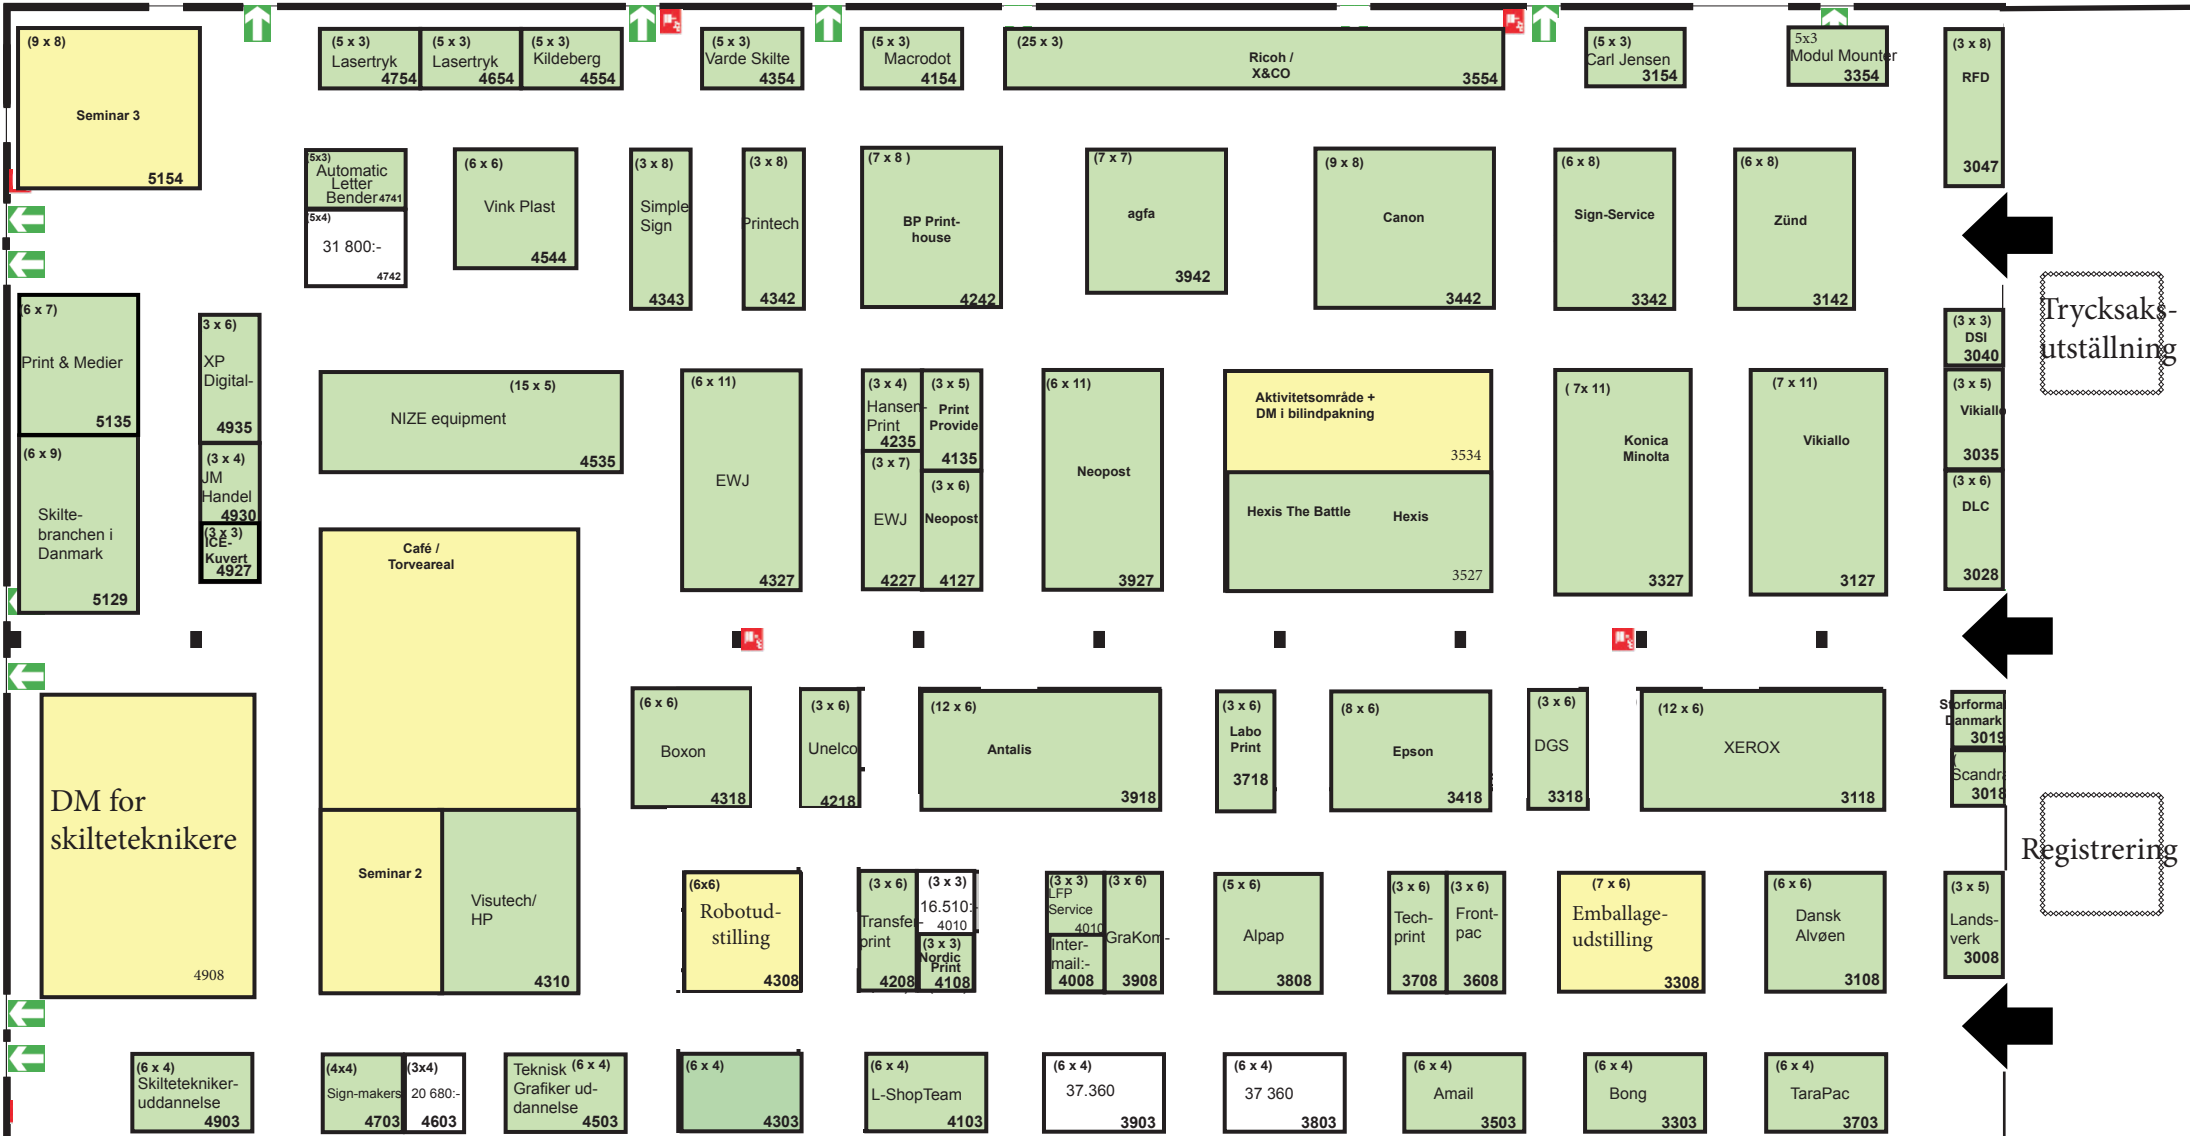 (9 x 8)
Seminar 3
5154
(5 x 3)
Lasertryk
4754
(5 x 3)
Lasertryk
4654
(5 x 3)
Kildeberg
4554
(5 x 3)
Varde Skilte
4354
(5 x 3)
Macrodot
4154
(25 x 3)
Ricoh /
X&CO
3554
(5 x 3)
Carl Jensen
3154
5x3
Modul Mounter
3354
(3 x 8)
RFD
3047
(5x3)
Automatic
Letter
Bender
4741
(5x4)
31 800:-
4742
(6 x 6)
Vink Plast
4544
(3 x 8)
Simple
Sign
4343
(3 x 8)
Printech
4342
(7 x 8 )
BP Print-
house
4242
(7 x 7)
agfa
3942
(9 x 8)
Canon
3442
(6 x 8)
Sign-Service
3342
(6 x 8)
Zünd
3142
Trycksaks-
utställning
(6 x 7)
Print & Medier
5135
(6 x 9)
Skilte-
branchen i
Danmark
5129
3 x 6)
XP
Digital-
4935
(3 x 4)
JM
Handel
4930
(3 x 3)
ICE-
Kuvert
4927
(15 x 5)
NIZE equipment
4535
(6 x 11)
EWJ
4327
(3 x 4)
Hansen-
Print
4235
(3 x 5)
Print
Provide
4135
(3 x 7)
EWJ
4227
(3 x 6)
Neopost
4127
(6 x 11)
Neopost
3927
Aktivitetsområde +
DM i bilindpakning
3534
Hexis The Battle
Hexis
3527
( 7x 11)
Konica
Minolta
3327
(7 x 11)
Vikiallo
3127
(3 x 3)
DSI
3040
(3 x 5)
Vikiallo
3035
(3 x 6)
DLC
3028
Café /
Torveareal
Seminar 2
Visutech/
HP
4310
DM for
skilteteknikere
4908
(6 x 6)
Boxon
4318
(3 x 6)
Unelco
4218
(12 x 6)
Antalis
3918
(3 x 6)
Labo
Print
3718
(8 x 6)
Epson
3418
(3 x 6)
DGS
3318
(12 x 6)
XEROX
3118
Storformat
Danmark
3019
(
Scandra
3018
Registrering
(6x6)
Robotud-
stilling
4308
(3 x 6)
Transfer-
print
4208
(3 x 3)
16.510:-
4010
(3 x 3)
Nordic
Print
4108
(3 x 3)
LFP
Service
4010
Inter-
mail:-
4008
(3 x 6)
GraKom-
3908
(5 x 6)
Alpap
3808
(3 x 6)
Tech-
print
3708
(3 x 6)
Front-
pac
3608
(7 x 6)
Emballage-
udstilling
3308
(6 x 6)
Dansk
Alvøen
3108
(3 x 5)
Lands-
verk
3008
(6 x 4)
Skiltetekniker-
uddannelse
4903
(4x4)
Sign-makers
4703
(3x4)
20 680:-
4603
Teknisk (6 x 4)
Grafiker ud-
dannelse
4503
(6 x 4)
4303
(6 x 4)
L-ShopTeam
4103
(6 x 4)
37.360
3903
(6 x 4)
37 360
3803
(6 x 4)
Amail
3503
(6 x 4)
Bong
3303
(6 x 4)
TaraPac
3703